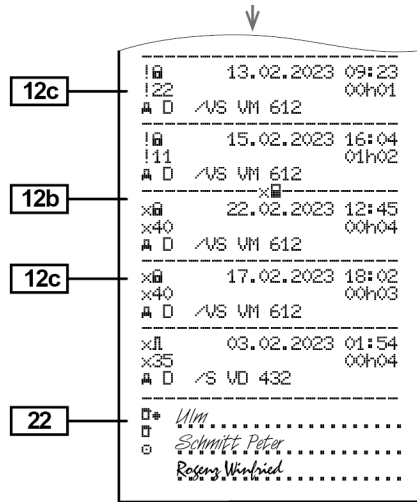 !🔒 13.02.2023 09:23
12c
!22 00h01
D /VS VM 612
!🔒 15.02.2023 16:04
!11 01h02
D /VS VM 612
12b
x
x🔒 22.02.2023 12:45
x40 00h04
D /VS VM 612
12c
x🔒 17.02.2023 18:02
x40 00h03
D /VS VM 612
x 03.02.2023 01:54
x35 00h04
D /S VD 432
22
Ulm
Schmitt Peter
Rogenz Winfried